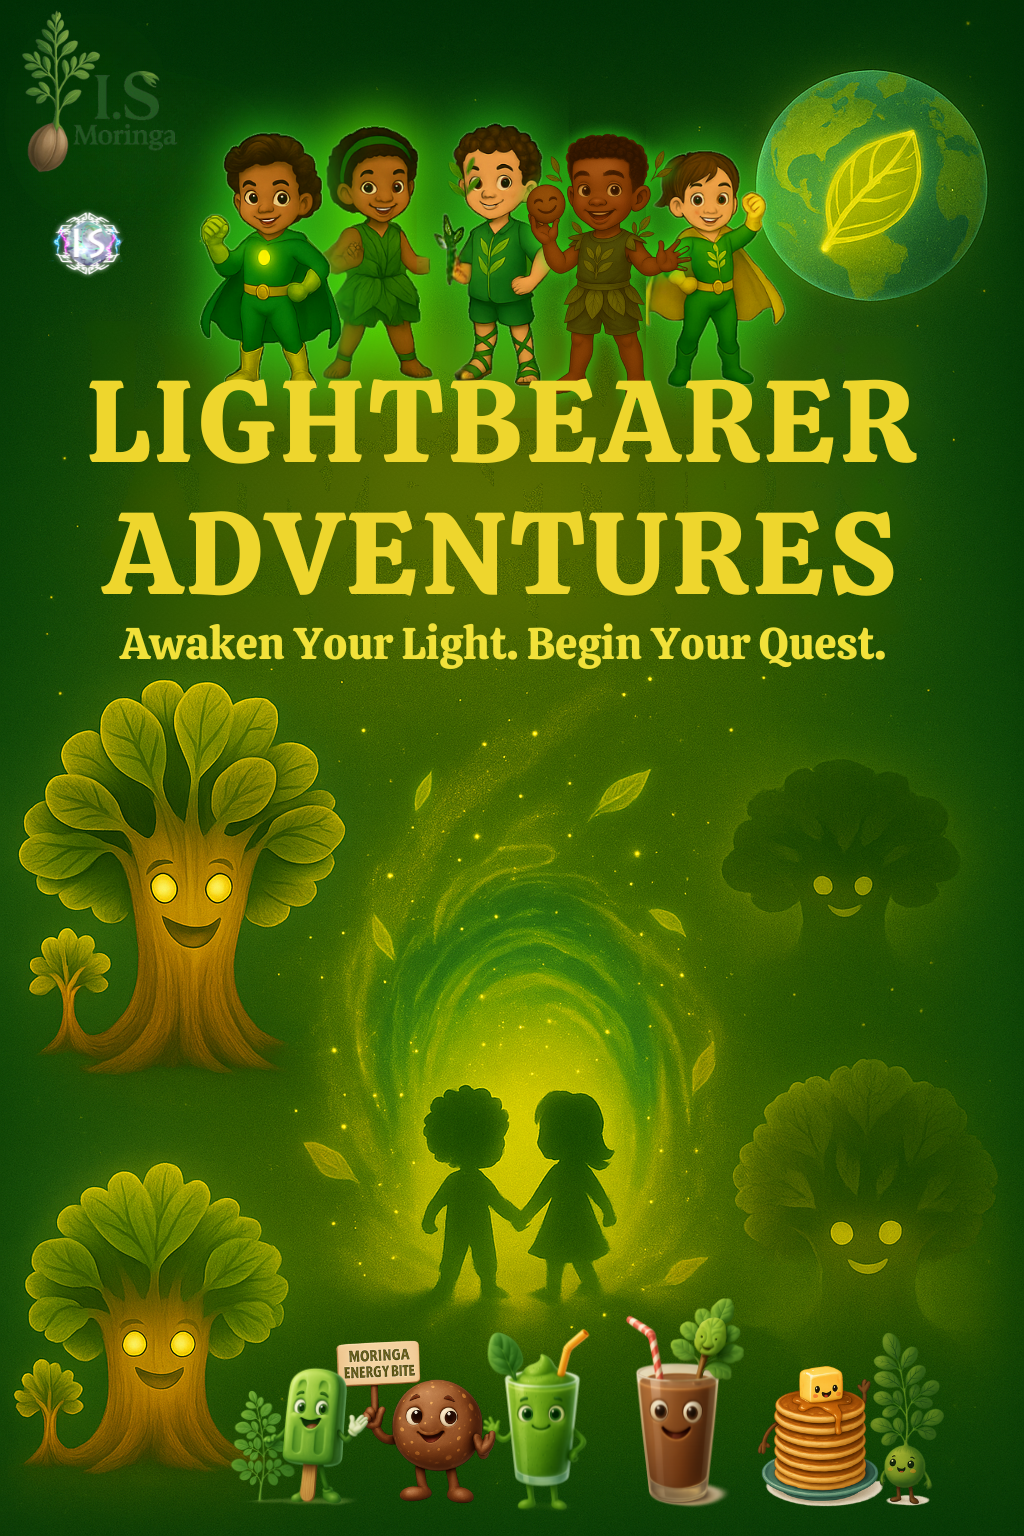 I.S
Moringa
I.S
LIGHTBEARER
ADVENTURES
Awaken Your Light. Begin Your Quest.
MORINGA
ENERGY BITE